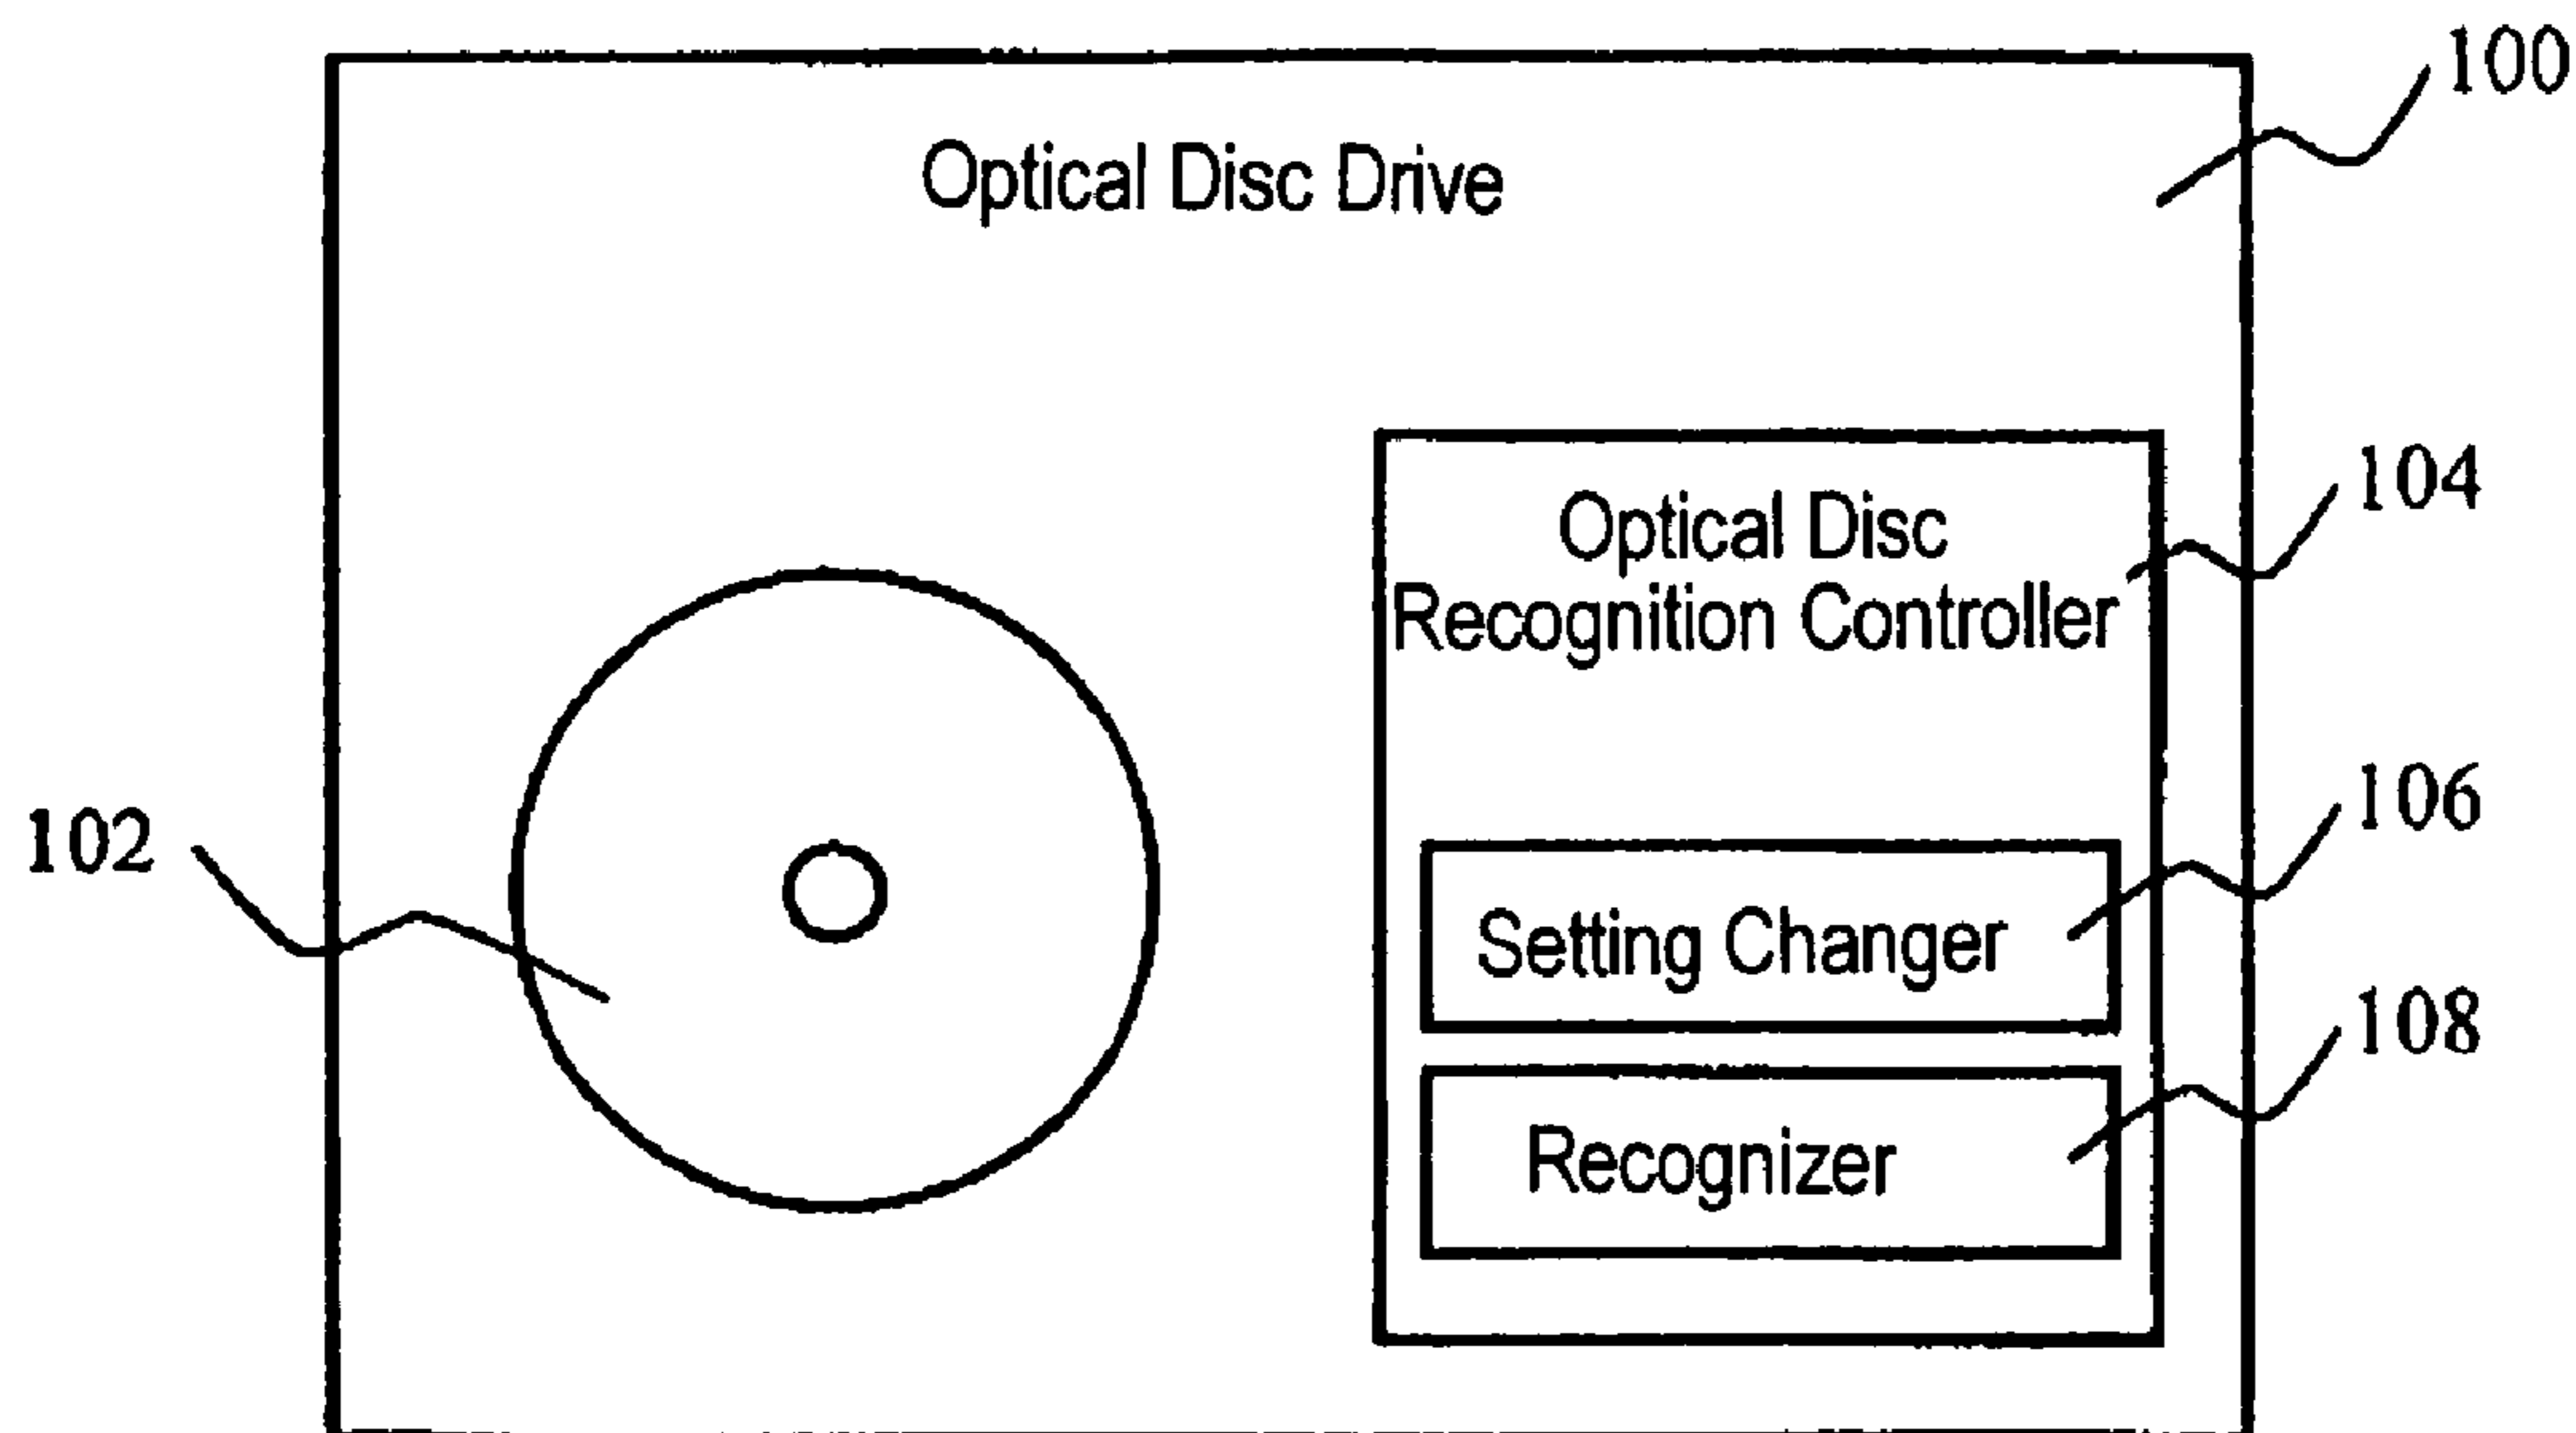 100
Optical Disc Drive
104
Optical Disc
Recognition Controller
106
102
Setting Changer
108
Recognizer